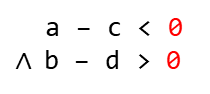 a – c < 0
∧ b – d > 0